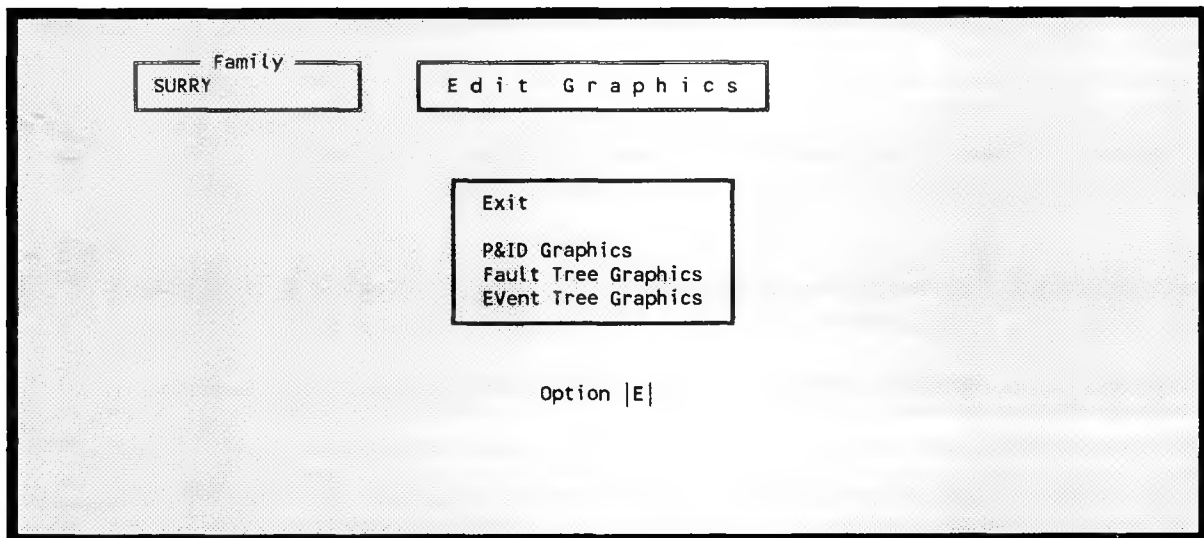 Family
SURRY
Edit Graphics
Exit
P&ID Graphics
Fault Tree Graphics
EVent Tree Graphics
Option |E|